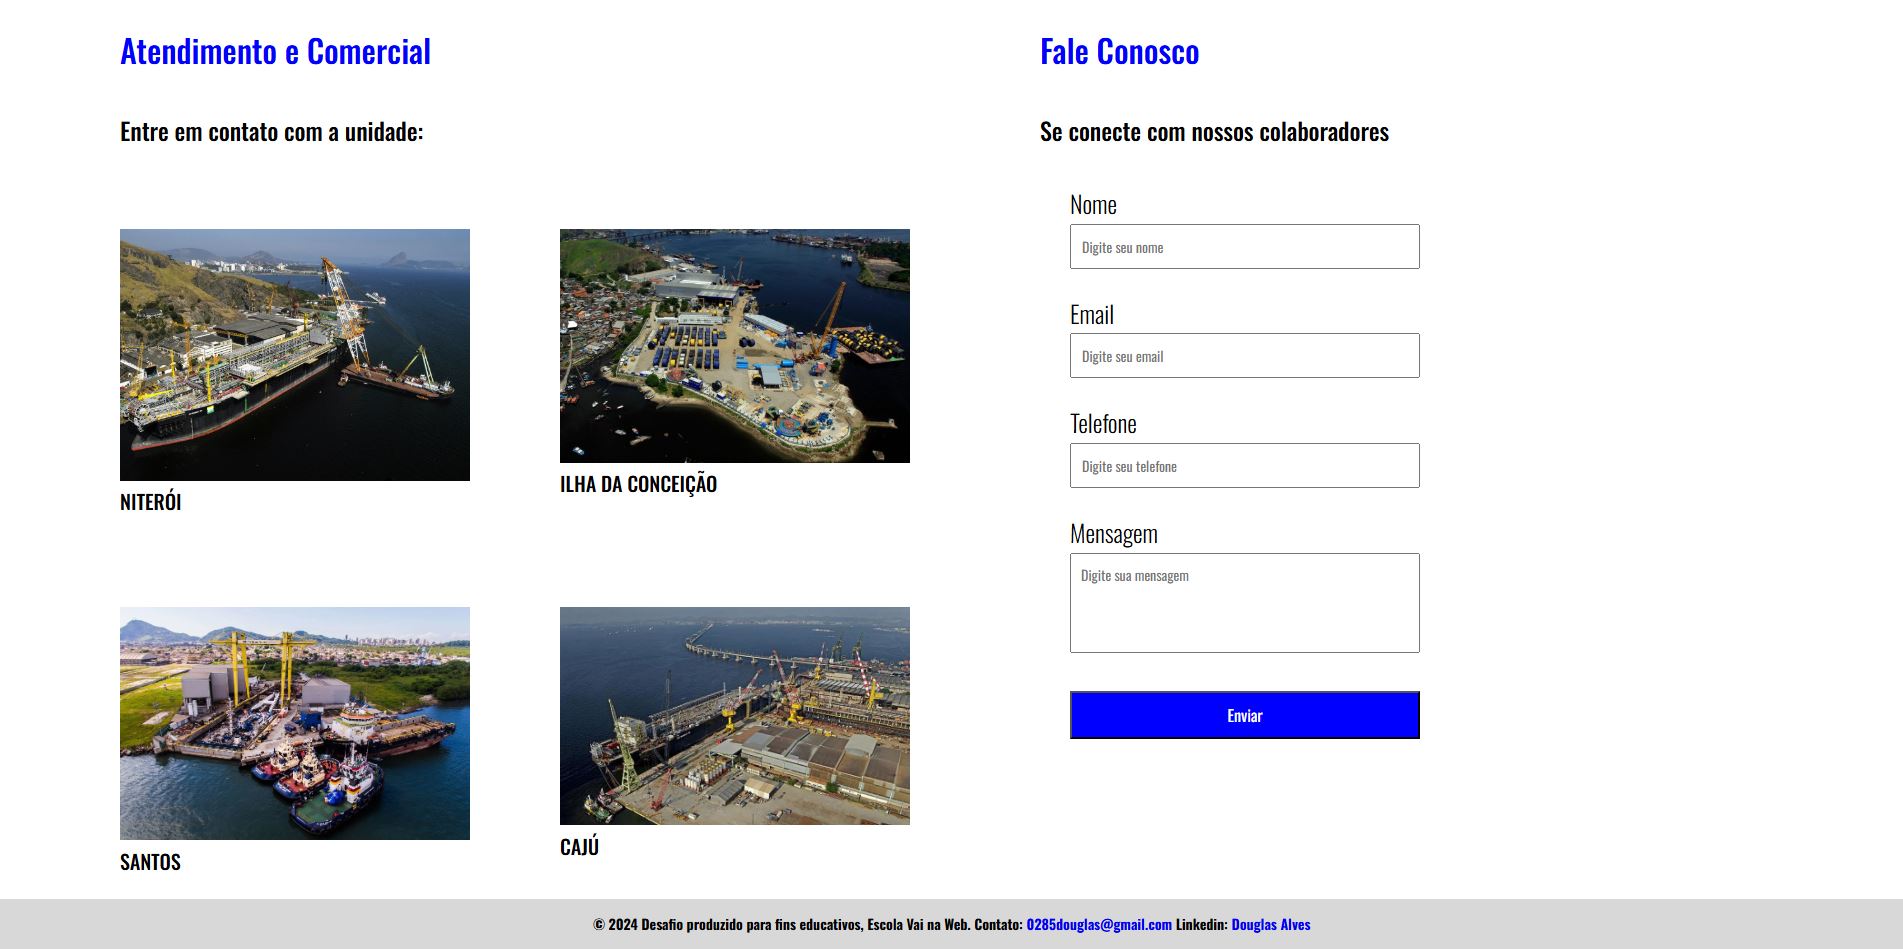 Atendimento e Comercial
Entre em contato com a unidade:
NITERÓI
ILHA DA CONCEIÇÃO
SANTOS
CAJÚ
Fale Conosco
Se conecte com nossos colaboradores
Nome
Digite seu nome
Email
Digite seu email
Telefone
Digite seu telefone
Mensagem
Digite sua mensagem
Enviar
© 2024 Desafio produzido para fins educativos, Escola Vai na Web. Contato: 0285douglas@gmail.com Linkedin: Douglas Alves